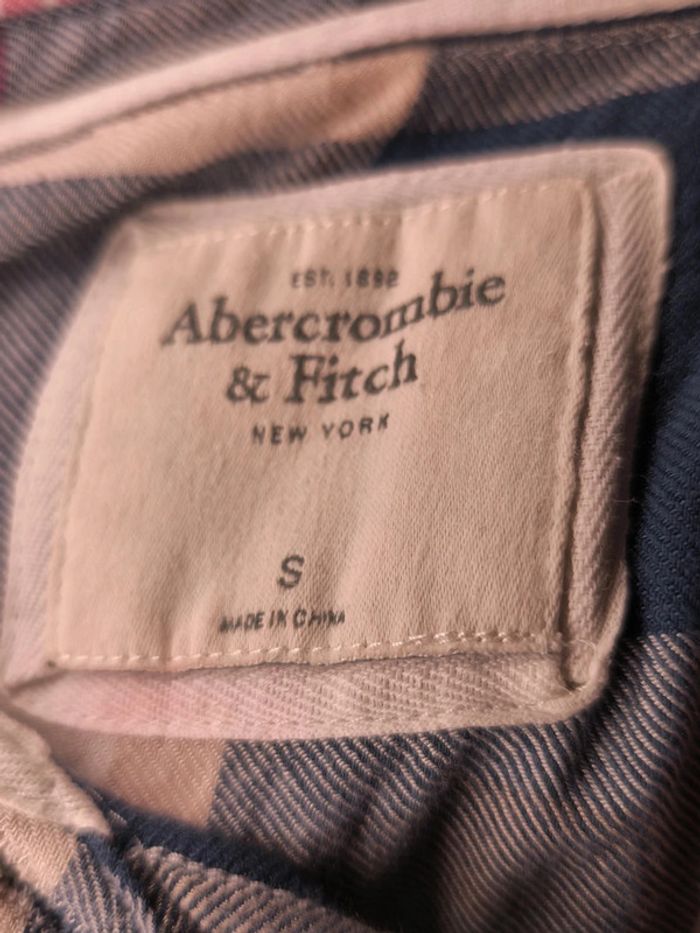 EST. 1892
Abercrombie
& Fitch
NEW YORK
S
MADE IN CHINA